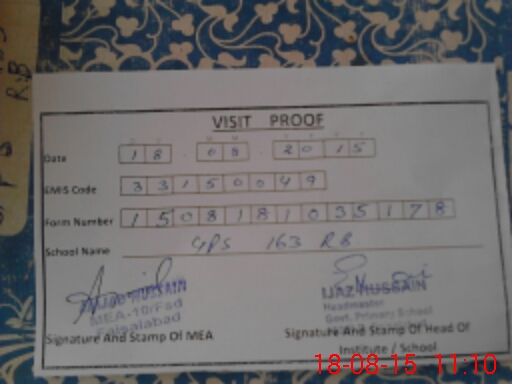 VISIT PROOF
Date 18 . 08 . 2015
EMIS Code 33150049
Form Number 1508181035178
School Name GPS 163 RB
HUSSAIN
MEA-10/Fsd
Faisalabad
Signature And Stamp Of MEA
IJAZ HUSSAIN
Headmaster
Govt. Primary School
Signature And Stamp Of Head Of
Institute / School
18-08-15 11:10